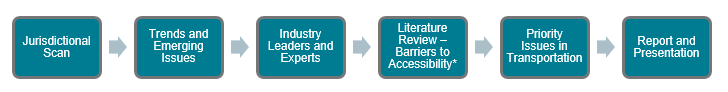 Jurisdictional
Scan
Trends and
Emerging
Issues
Industry
Leaders and
Experts
Literature
Review –
Barriers to
Accessibility*
Priority
Issues in
Transportation
Report and
Presentation